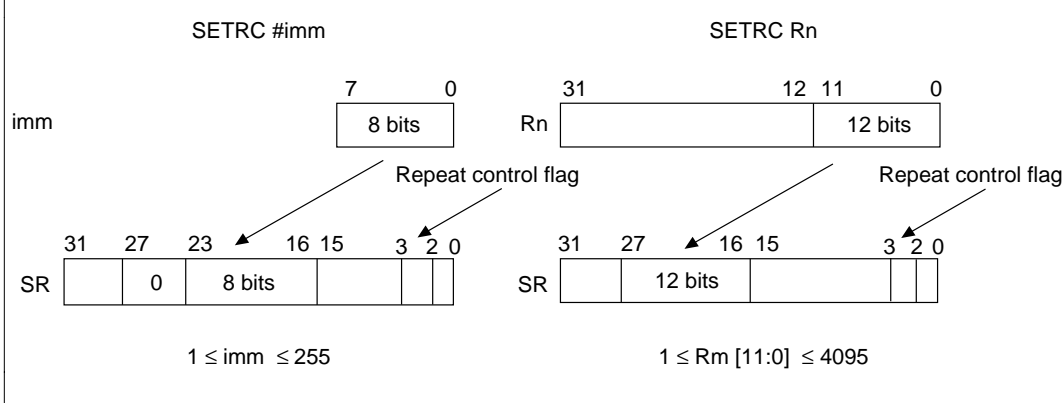 SETRC #imm
SETRC Rn
7 0
31 12 11 0
imm
8 bits
Rn
12 bits
Repeat control flag
Repeat control flag
31 27 23 16 15 3 2 0
31 27 16 15 3 2 0
SR
0
8 bits
SR
12 bits
1 ≤ imm ≤ 255
1 ≤ Rm [11:0] ≤ 4095